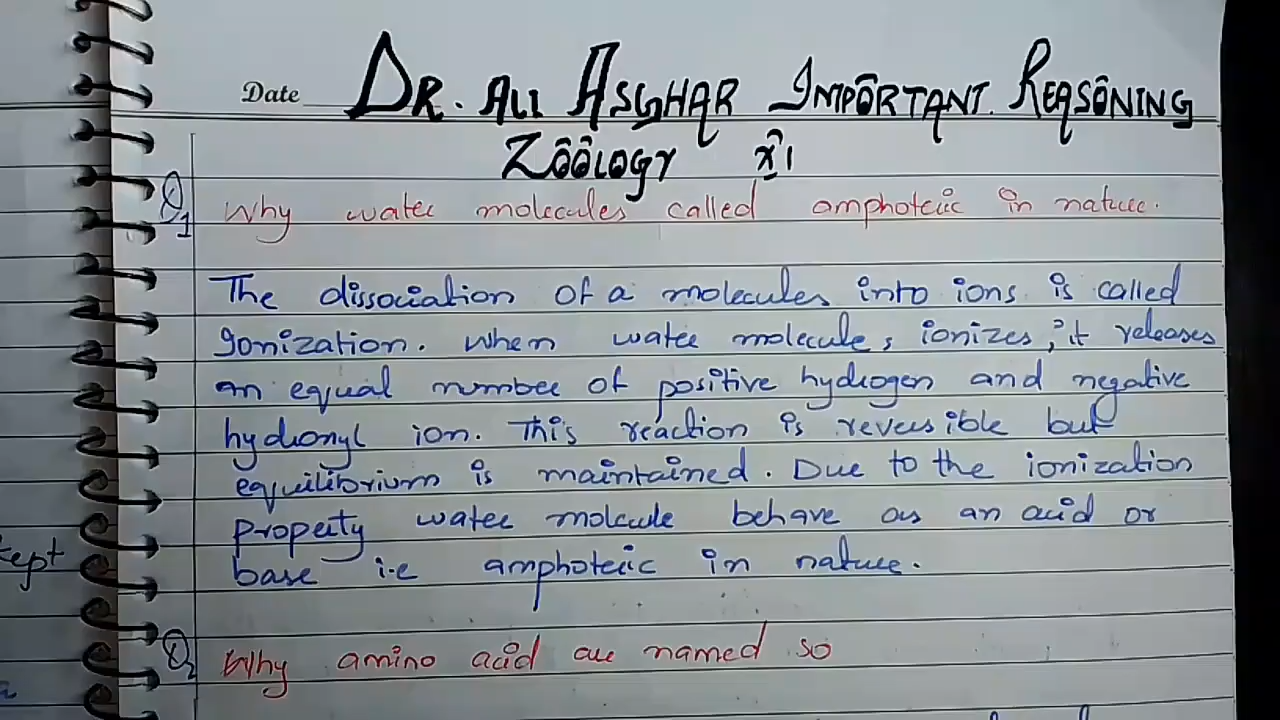 Date DR. ALI ASGHAR IMPORTANT. REASONING
ZOOLOGY XI
Q1 Why water molecules called amphoteric in nature.
The dissociation of a molecules into ions is called
Ionization. When water molecules ionizes, it releases
an equal number of positive hydrogen and negative
hydronyl ion. This reaction is reversible but
equilibrium is maintained. Due to the ionization
property water molcule behave as an acid or
base i.e amphoteric in nature.
kept
Q2 Why amino acid are named so